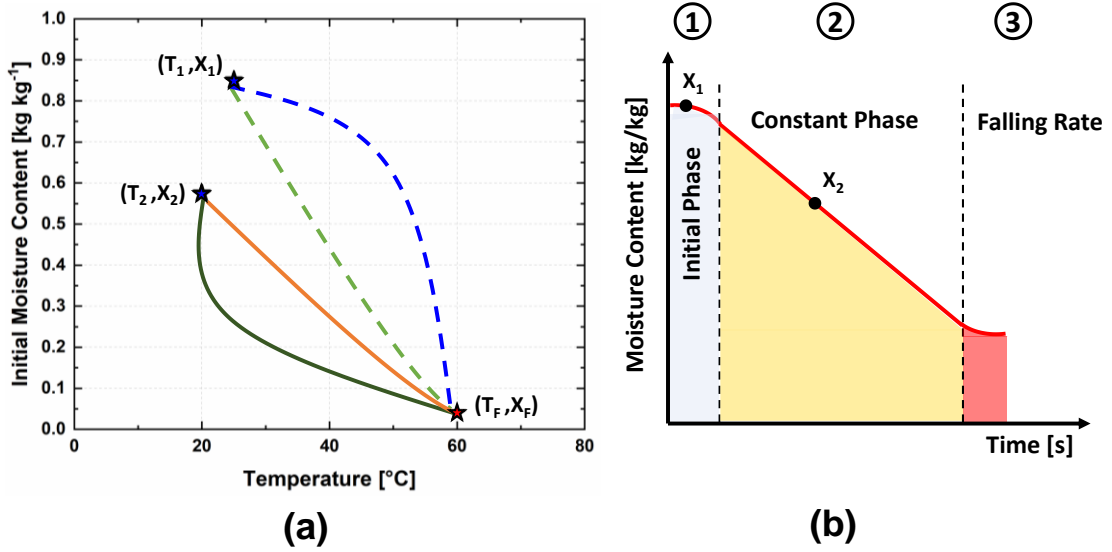 Initial Moisture Content [kg kg⁻¹]
1.0
0.9
0.8
0.7
0.6
0.5
0.4
0.3
0.2
0.1
0.0
(T₁,X₁)
(T₂,X₂)
(T_F,X_F)
0
20
40
60
80
Temperature [°C]
(a)
1
2
3
Moisture Content [kg/kg]
X₁
Initial Phase
Constant Phase
X₂
Falling Rate
Time [s]
(b)